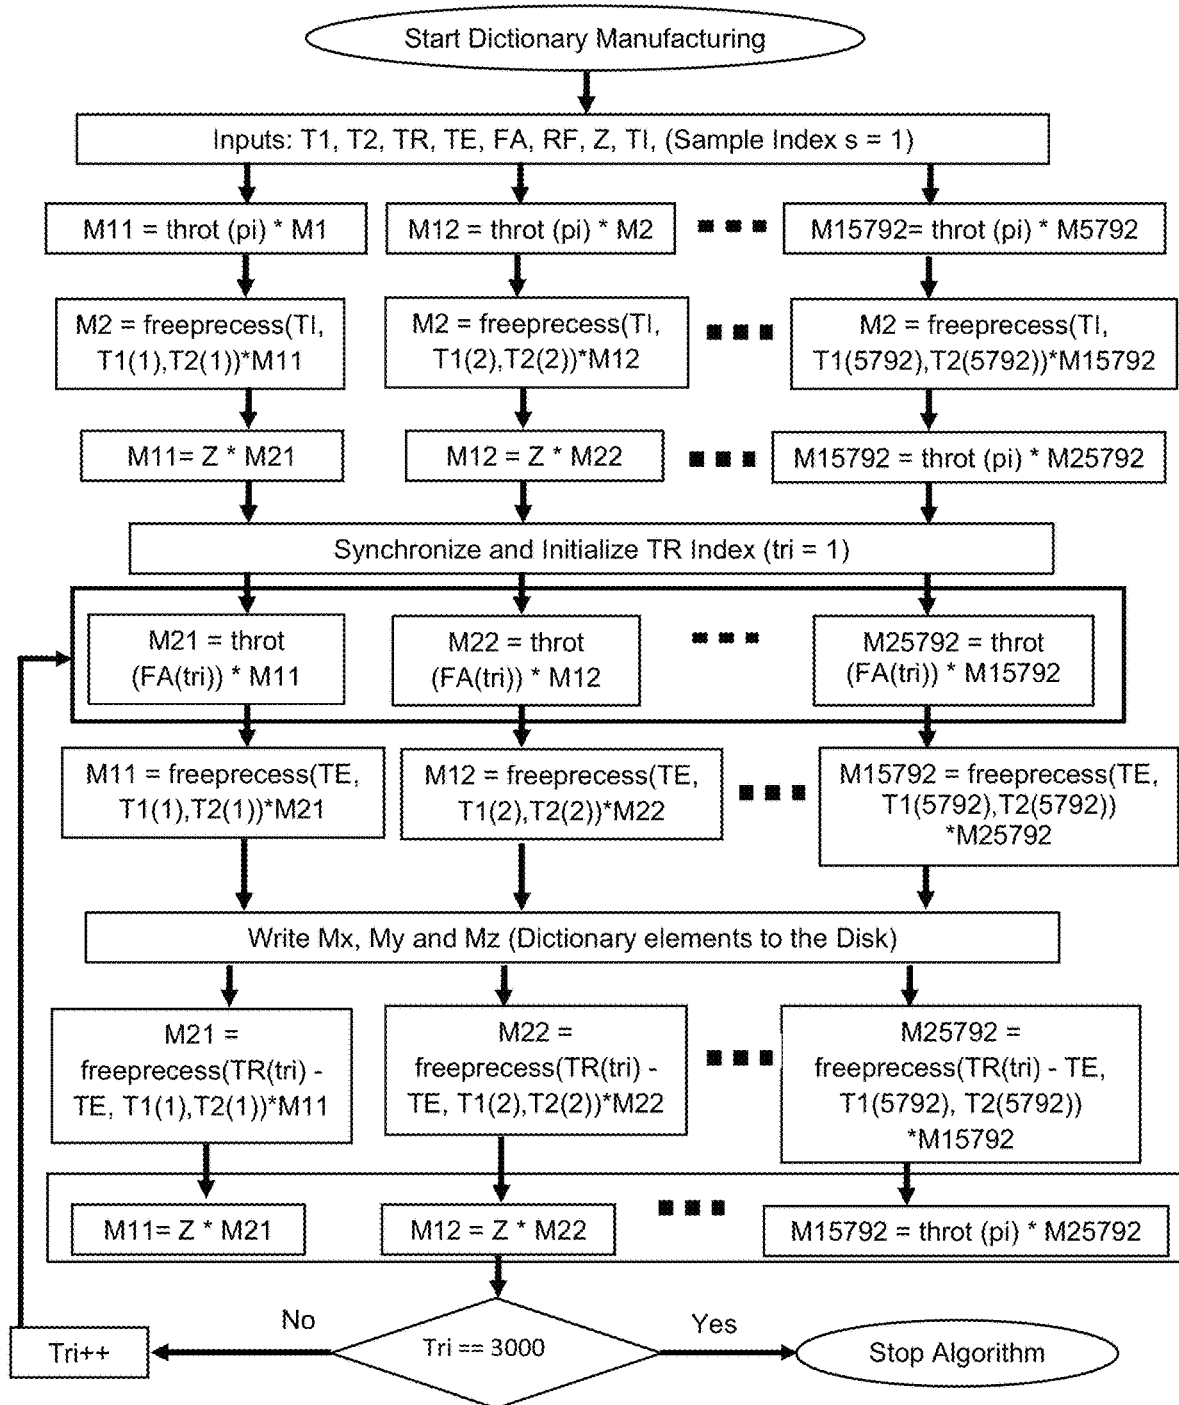 Start Dictionary Manufacturing
Inputs: T1, T2, TR, TE, FA, RF, Z, TI, (Sample Index s = 1)
M11 = throt (pi) * M1
M12 = throt (pi) * M2
M15792= throt (pi) * M5792
M2 = freeprecess(TI,
T1(1),T2(1))*M11
M2 = freeprecess(TI,
T1(2),T2(2))*M12
M2 = freeprecess(TI,
T1(5792),T2(5792))*M15792
M11= Z * M21
M12 = Z * M22
M15792 = throt (pi) * M25792
Synchronize and Initialize TR Index (tri = 1)
M21 = throt
(FA(tri)) * M11
M22 = throt
(FA(tri)) * M12
M25792 = throt
(FA(tri)) * M15792
M11 = freeprecess(TE,
T1(1),T2(1))*M21
M12 = freeprecess(TE,
T1(2),T2(2))*M22
M15792 = freeprecess(TE,
T1(5792),T2(5792))
*M25792
Write Mx, My and Mz (Dictionary elements to the Disk)
M21 =
freeprecess(TR(tri) -
TE, T1(1),T2(1))*M11
M22 =
freeprecess(TR(tri) -
TE, T1(2),T2(2))*M22
M25792 =
freeprecess(TR(tri) - TE,
T1(5792), T2(5792))
*M15792
M11= Z * M21
M12 = Z * M22
M15792 = throt (pi) * M25792
No
Yes
Tri++
Tri == 3000
Stop Algorithm